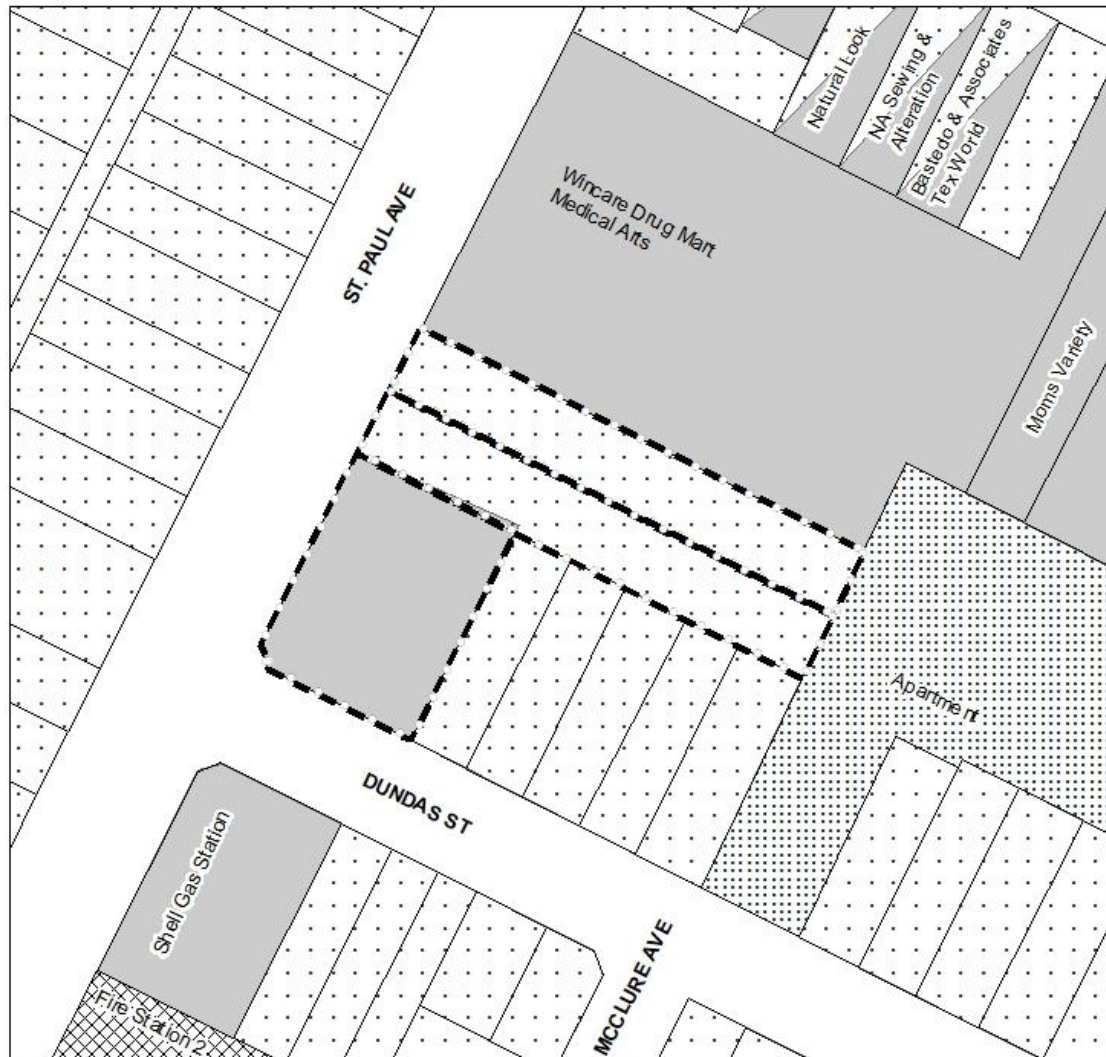 Natural Look
NA Sewing &
Alteration
Bastedo & Associates
Tex World
Wincare Drug Mart
Medical Arts
ST. PAUL AVE
Moms Variety
Apartment
DUNDAS ST
Shell Gas Station
MCCLURE AVE
Fire Station 2